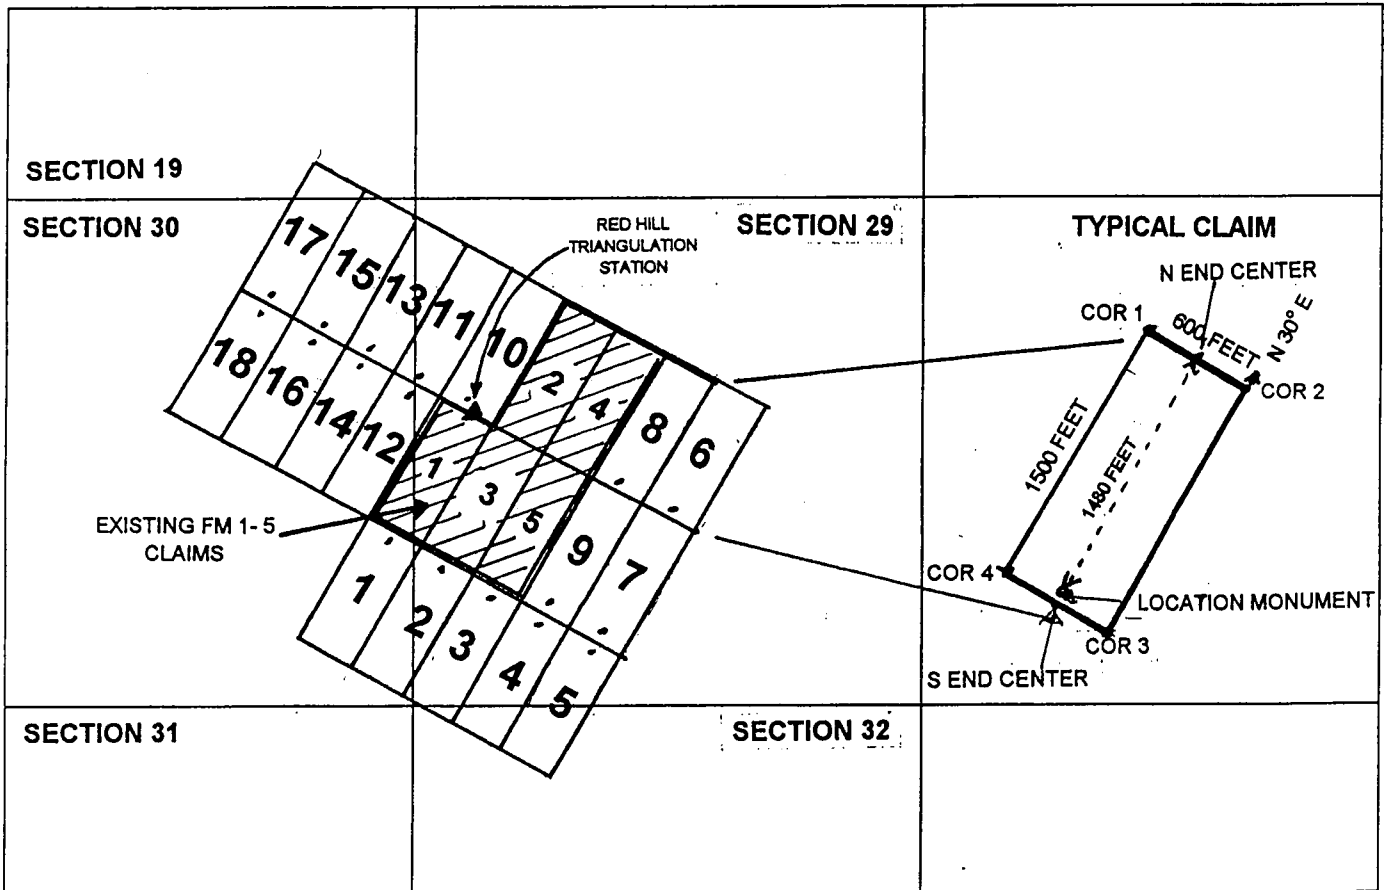 SECTION 19
SECTION 30
RED HILL
TRIANGULATION
STATION
SECTION 29
TYPICAL CLAIM
N END CENTER
COR 1
600 FEET
N 30° E
COR 2
1500 FEET
1480 FEET
COR 4
LOCATION MONUMENT
COR 3
S END CENTER
17
15
13
11
10
2
4
8
6
18
16
14
12
1
3
5
9
7
EXISTING FM 1-5
CLAIMS
1
2
3
4
5
SECTION 31
SECTION 32